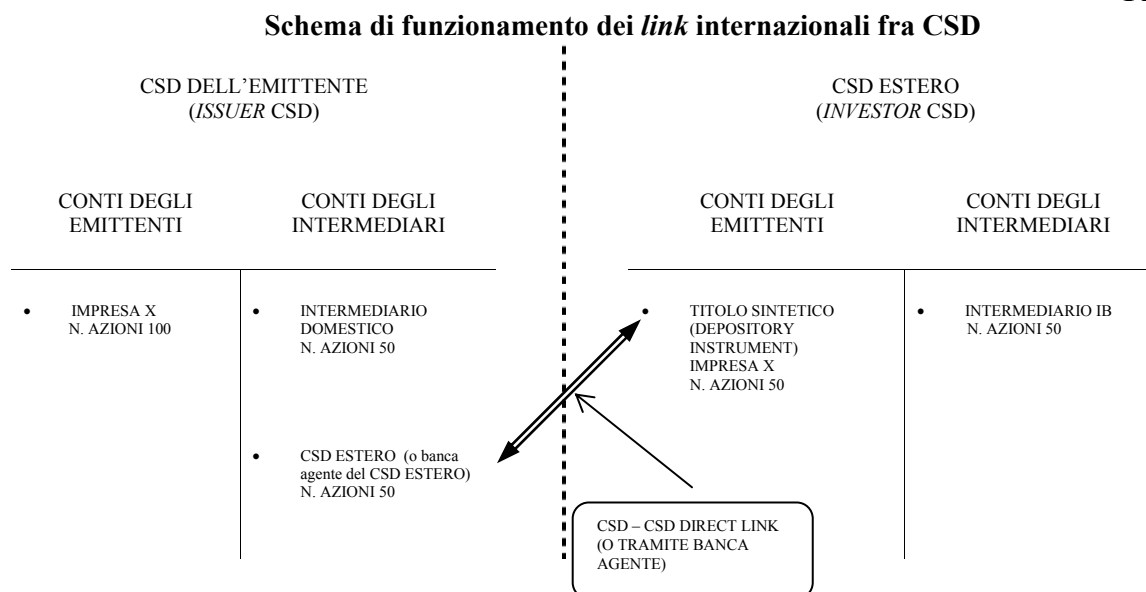 Schema di funzionamento dei link internazionali fra CSD
CSD DELL'EMITTENTE
(ISSUER CSD)
CSD ESTERO
(INVESTOR CSD)
CONTI DEGLI
EMITTENTI
CONTI DEGLI
INTERMEDIARI
CONTI DEGLI
EMITTENTI
CONTI DEGLI
INTERMEDIARI
• IMPRESA X
N. AZIONI 100
• INTERMEDIARIO
DOMESTICO
N. AZIONI 50
• CSD ESTERO (o banca
agente del CSD ESTERO)
N. AZIONI 50
• TITOLO SINTETICO
(DEPOSITORY
INSTRUMENT)
IMPRESA X
N. AZIONI 50
• INTERMEDIARIO IB
N. AZIONI 50
CSD – CSD DIRECT LINK
(O TRAMITE BANCA
AGENTE)